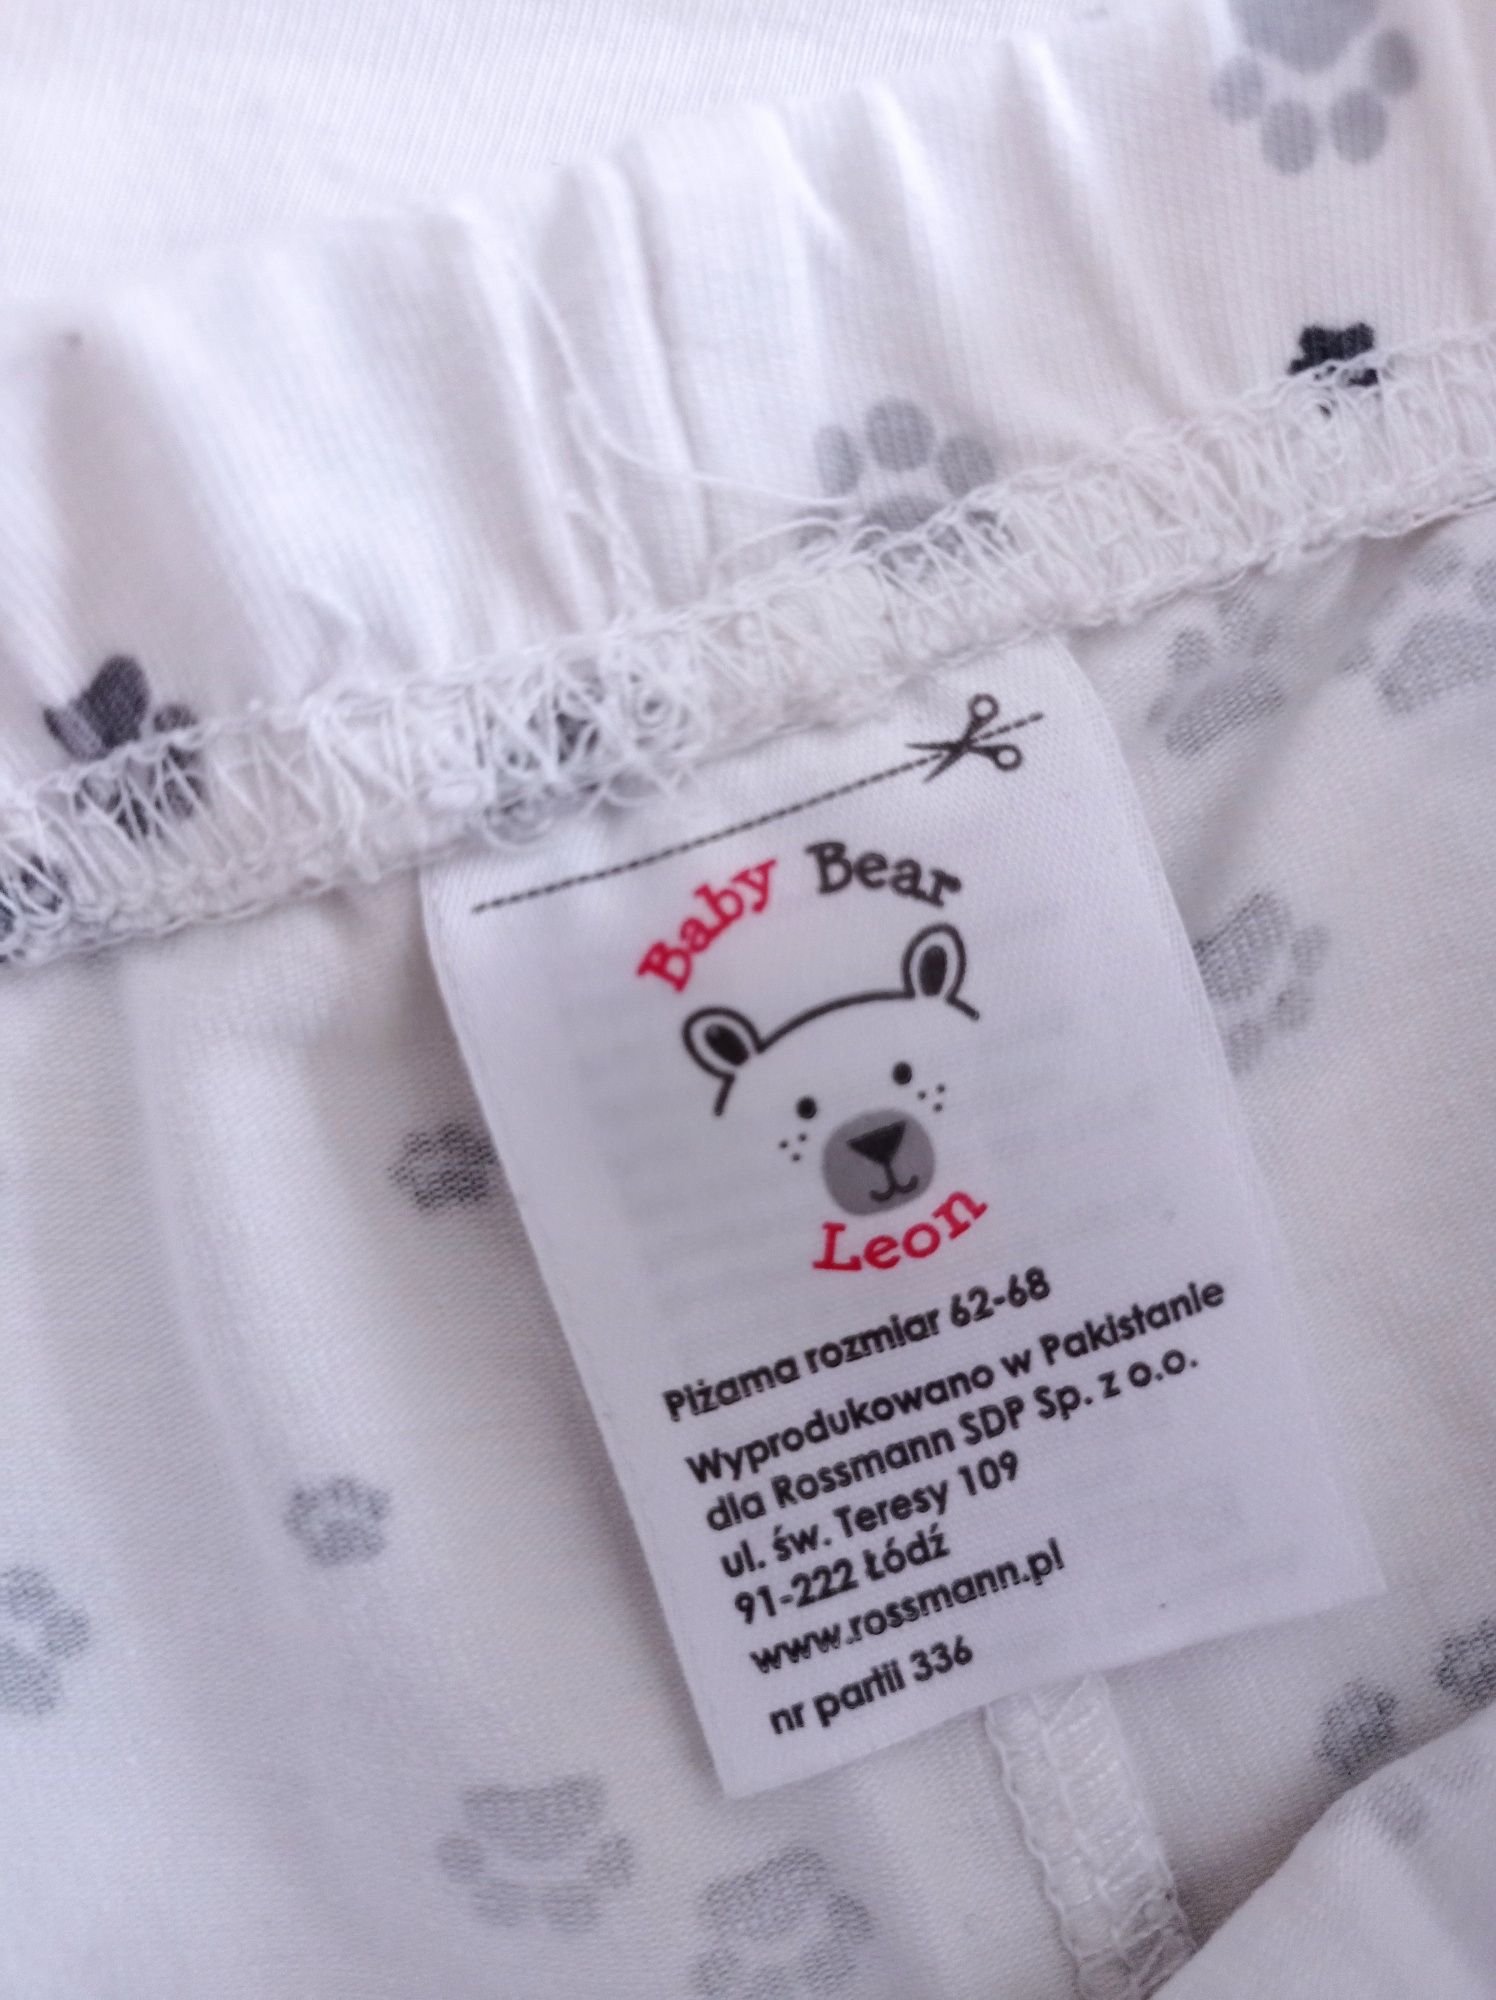 Baby Bear
Leon
Piżama rozmiar 62-68
Wyprodukowano w Pakistanie
dla Rossmann SDP Sp. z o.o.
ul. św. Teresy 109
91-222 Łódź
www.rossmann.pl
nr partii 336